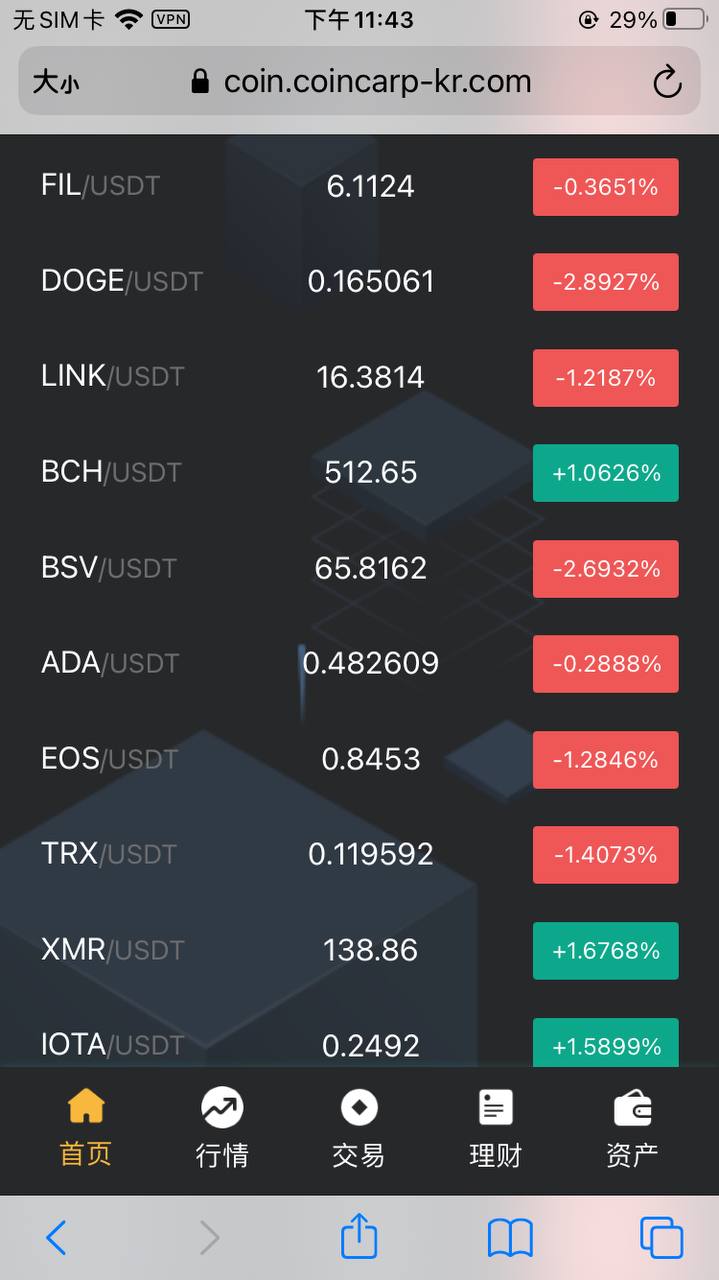 无SIM卡 VPN 下午11:43 29%
大小 coin.coincarp-kr.com
FIL/USDT 6.1124 -0.3651%
DOGE/USDT 0.165061 -2.8927%
LINK/USDT 16.3814 -1.2187%
BCH/USDT 512.65 +1.0626%
BSV/USDT 65.8162 -2.6932%
ADA/USDT 0.482609 -0.2888%
EOS/USDT 0.8453 -1.2846%
TRX/USDT 0.119592 -1.4073%
XMR/USDT 138.86 +1.6768%
IOTA/USDT 0.2492 +1.5899%
首页 行情 交易 理财 资产